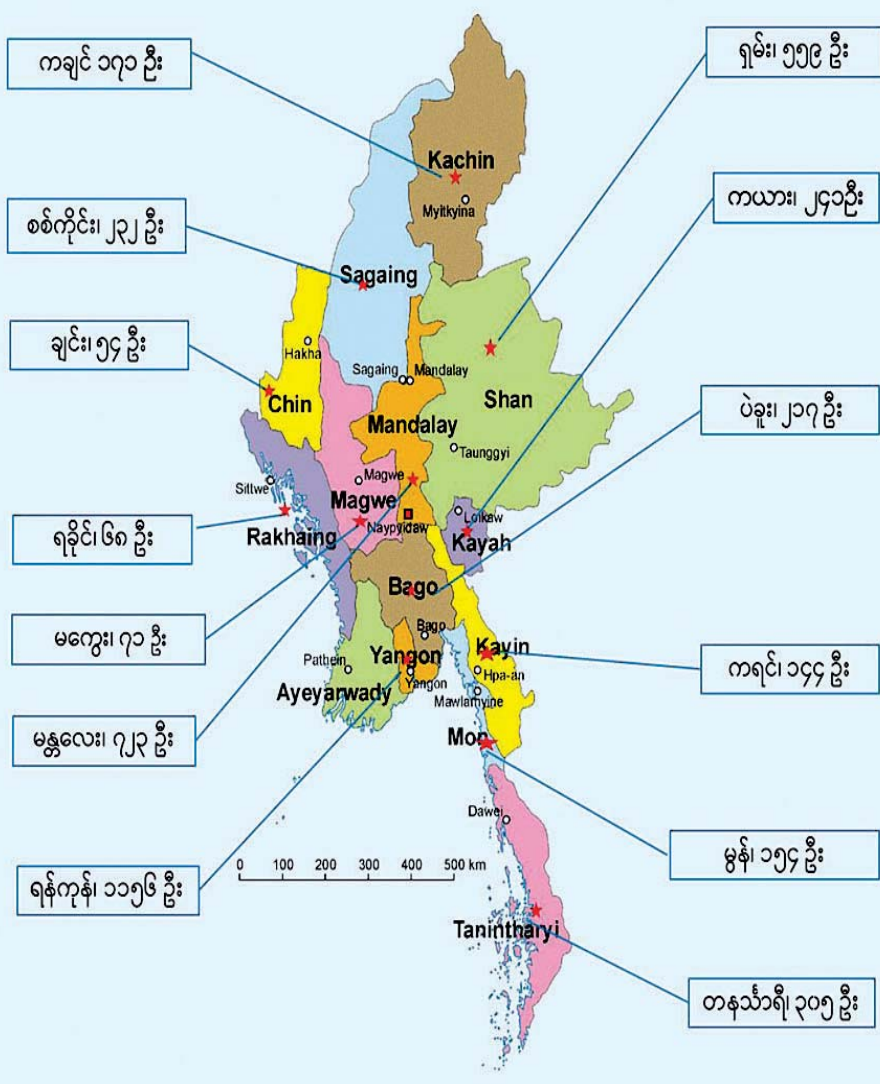 ကချင် ၁၇၁ ဦး
ရှမ်း၊ ၅၅၉ ဦး
Kachin
Myitkyina
ကယား၊ ၂၄၁ဦး
စစ်ကိုင်း၊ ၂၃၂ ဦး
Sagaing
ချင်း၊ ၅၄ ဦး
Hakha
Sagaing
Mandalay
Chin
Shan
Mandalay
ပဲခူး၊ ၂၁၇ ဦး
Taunggyi
Sittwe
Magwe
Magwe
Loikaw
ရခိုင်၊ ၆၈ ဦး
Rakhaing
Naypyidaw
Kayah
Bago
မကွေး၊ ၇၁ ဦး
Bago
Kayin
ကရင်၊ ၁၄၄ ဦး
Pathein
Yangon
Yangon
Hpa-an
Ayeyarwady
Mawlamyine
မန္တလေး၊ ၇၂၃ ဦး
Mon
Dawei
မွန်၊ ၁၅၄ ဦး
0 100 200 300 400 500 km
ရန်ကုန်၊ ၁၁၅၆ ဦး
Tanintharyi
တနင်္သာရီ၊ ၃၀၅ ဦး